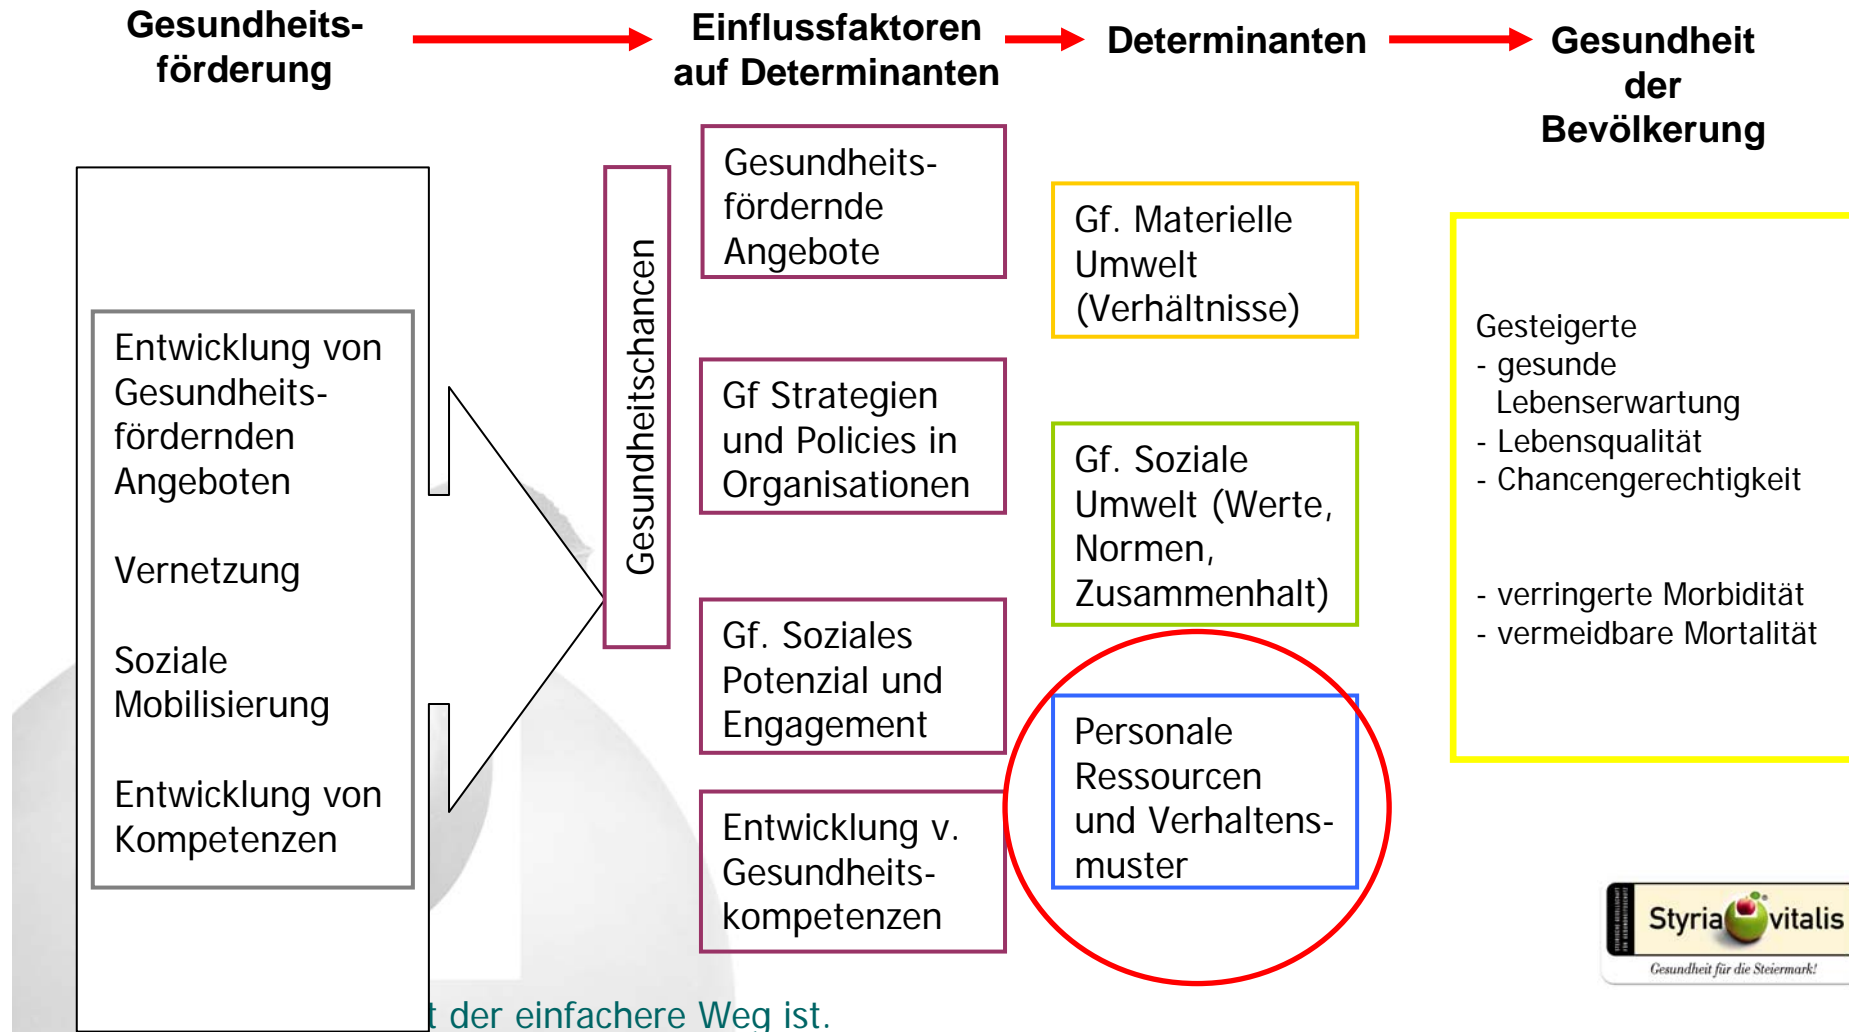 Gesundheits-
förderung
Einflussfaktoren
auf Determinanten
Determinanten
Gesundheit
der
Bevölkerung
Entwicklung von
Gesundheits-
fördernden
Angeboten
Vernetzung
Soziale
Mobilisierung
Entwicklung von
Kompetenzen
Gesundheitschancen
Gesundheits-
fördernde
Angebote
Gf Strategien
und Policies in
Organisationen
Gf. Soziales
Potenzial und
Engagement
Entwicklung v.
Gesundheits-
kompetenzen
Gf. Materielle
Umwelt
(Verhältnisse)
Gf. Soziale
Umwelt (Werte,
Normen,
Zusammenhalt)
Personale
Ressourcen
und Verhaltens-
muster
Gesteigerte
- gesunde
Lebenserwartung
- Lebensqualität
- Chancengerechtigkeit
- verringerte Morbidität
- vermeidbare Mortalität
Styria vitalis
Gesundheit für die Steiermark!
der einfachere Weg ist.